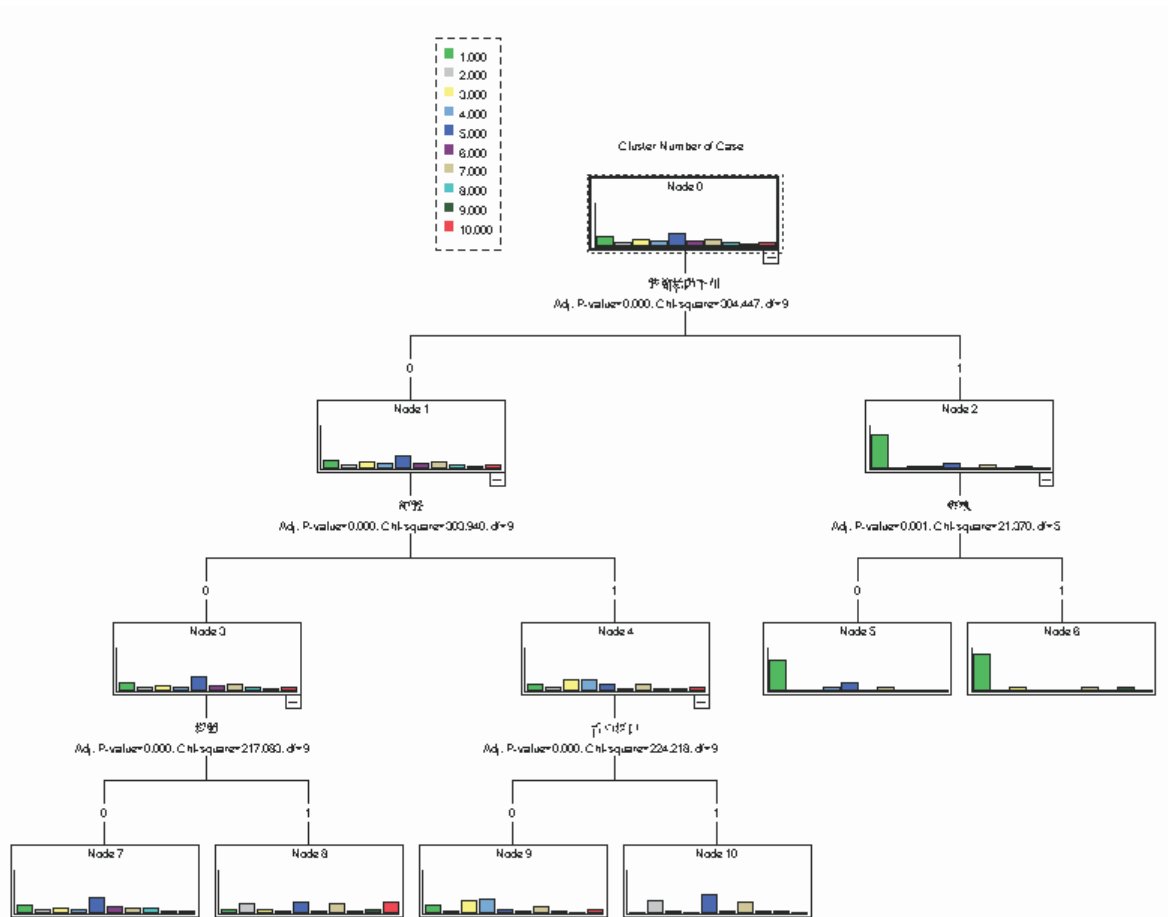 1.000
2.000
3.000
4.000
5.000
6.000
7.000
8.000
9.000
10.000
Cluster Number of Case
Node 0
Adj. P-value=0.000, Chi-square=304.447, df=9
0
1
Node 1
Node 2
Adj. P-value=0.000, Chi-square=303.940, df=9
Adj. P-value=0.001, Chi-square=21.370, df=5
0
1
0
1
Node 3
Node 4
Node 5
Node 6
Adj. P-value=0.000, Chi-square=217.083, df=9
Adj. P-value=0.000, Chi-square=224.218, df=9
0
1
0
1
Node 7
Node 8
Node 9
Node 10